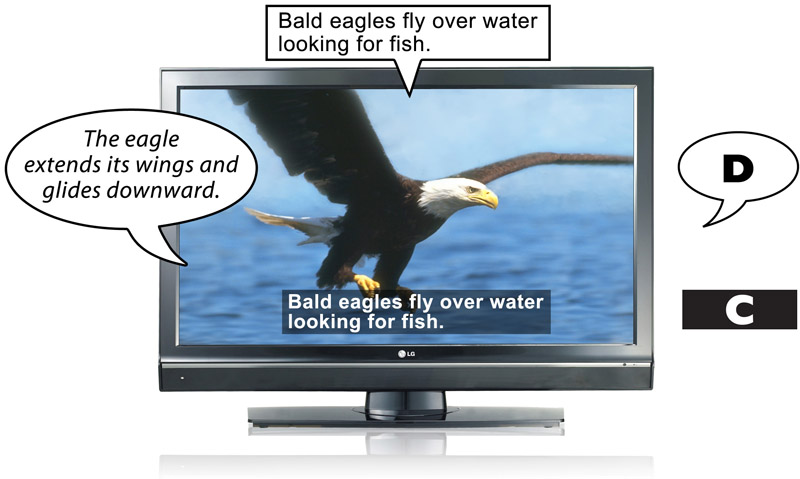 Bald eagles fly over water
looking for fish.
The eagle
extends its wings and
glides downward.
D
Bald eagles fly over water
looking for fish.
C
LG